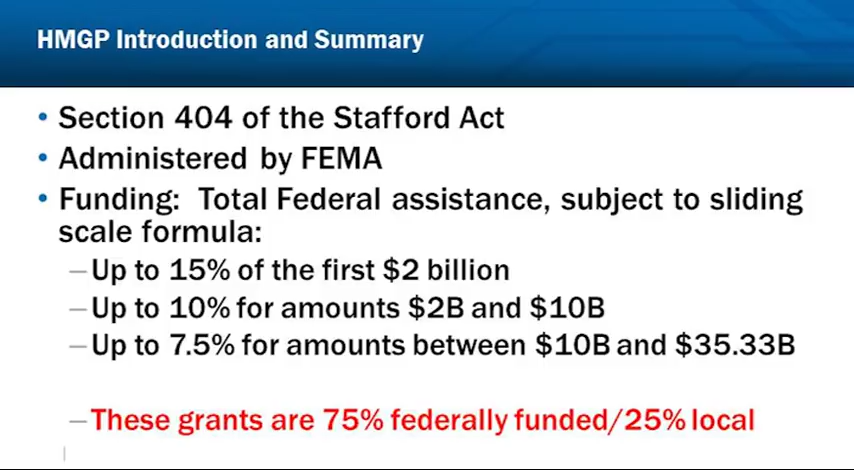 HMGP Introduction and Summary
• Section 404 of the Stafford Act
• Administered by FEMA
• Funding: Total Federal assistance, subject to sliding
scale formula:
–Up to 15% of the first $2 billion
–Up to 10% for amounts $2B and $10B
–Up to 7.5% for amounts between $10B and $35.33B
–These grants are 75% federally funded/25% local